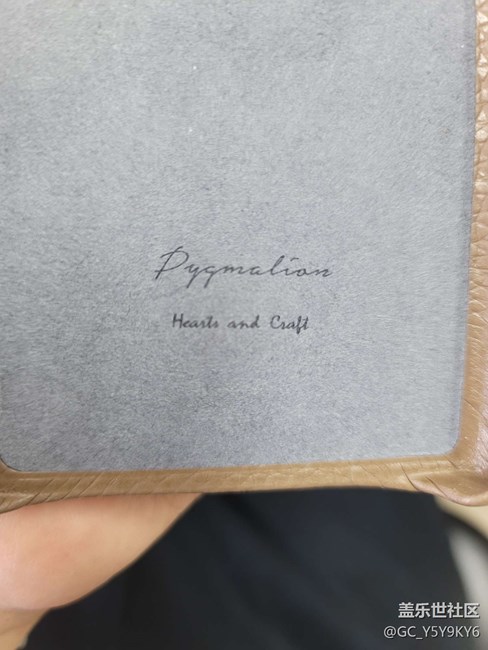 Pygmalion
Hearts and Craft
盖乐世社区
@GC_Y5Y9KY6